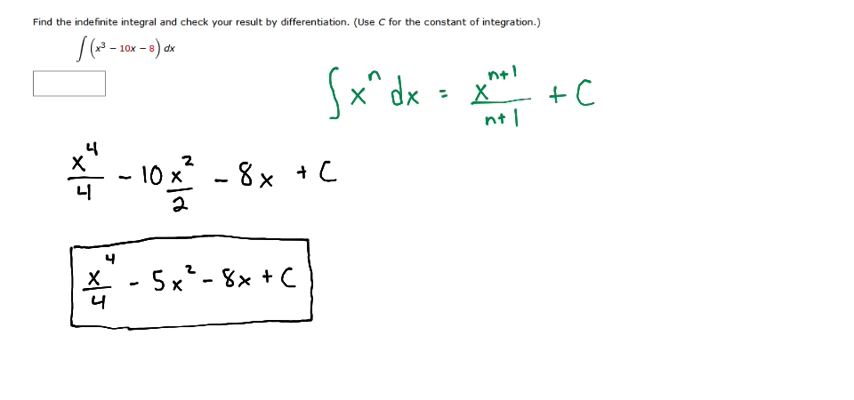 Find the indefinite integral and check your result by differentiation. (Use C for the constant of integration.)
∫ (x³ − 10x − 8) dx
∫ xⁿ dx = xⁿ⁺¹/n+1 + C
x⁴/4 − 10x²/2 − 8x + C
x⁴/4 − 5x² − 8x + C